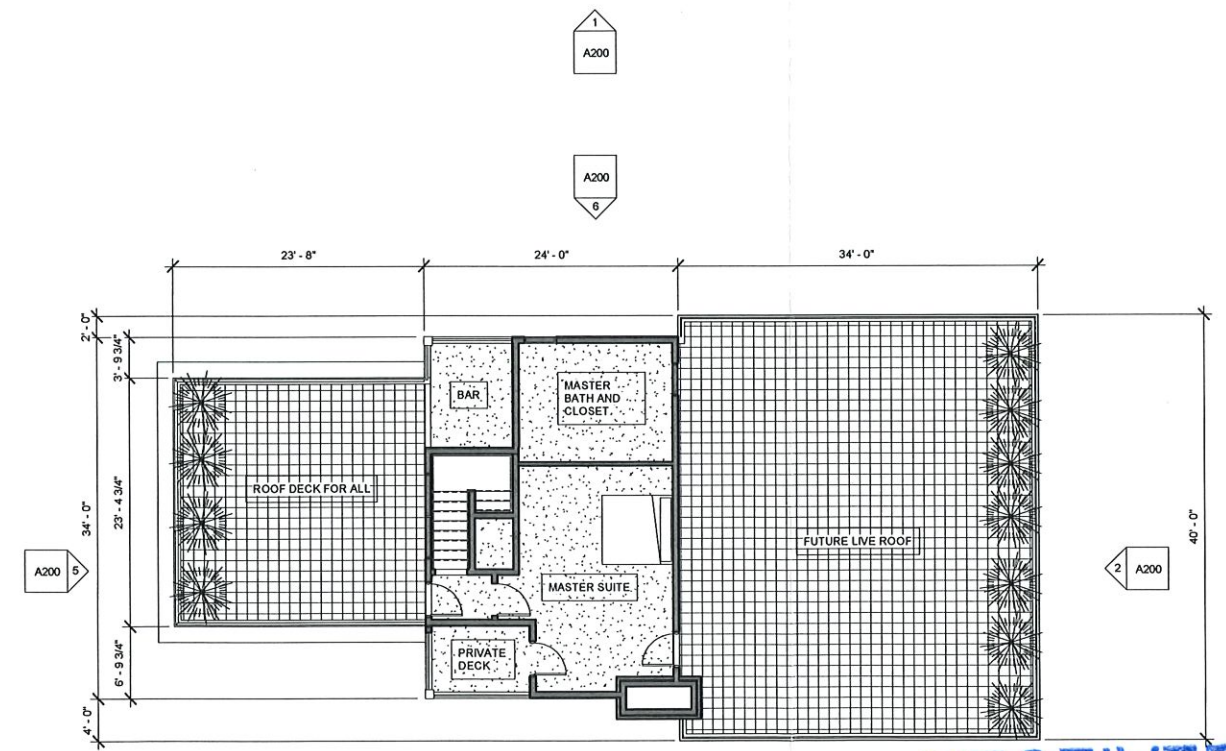 1
A200
A200
6
23' - 8"
24' - 0"
34' - 0"
2' - 0"
3' - 9 3/4"
23' - 4 3/4"
34' - 0"
6' - 9 3/4"
4' - 0"
40' - 0"
BAR
MASTER
BATH AND
CLOSET.
ROOF DECK FOR ALL
FUTURE LIVE ROOF
A200 5
2 A200
MASTER SUITE
PRIVATE
DECK